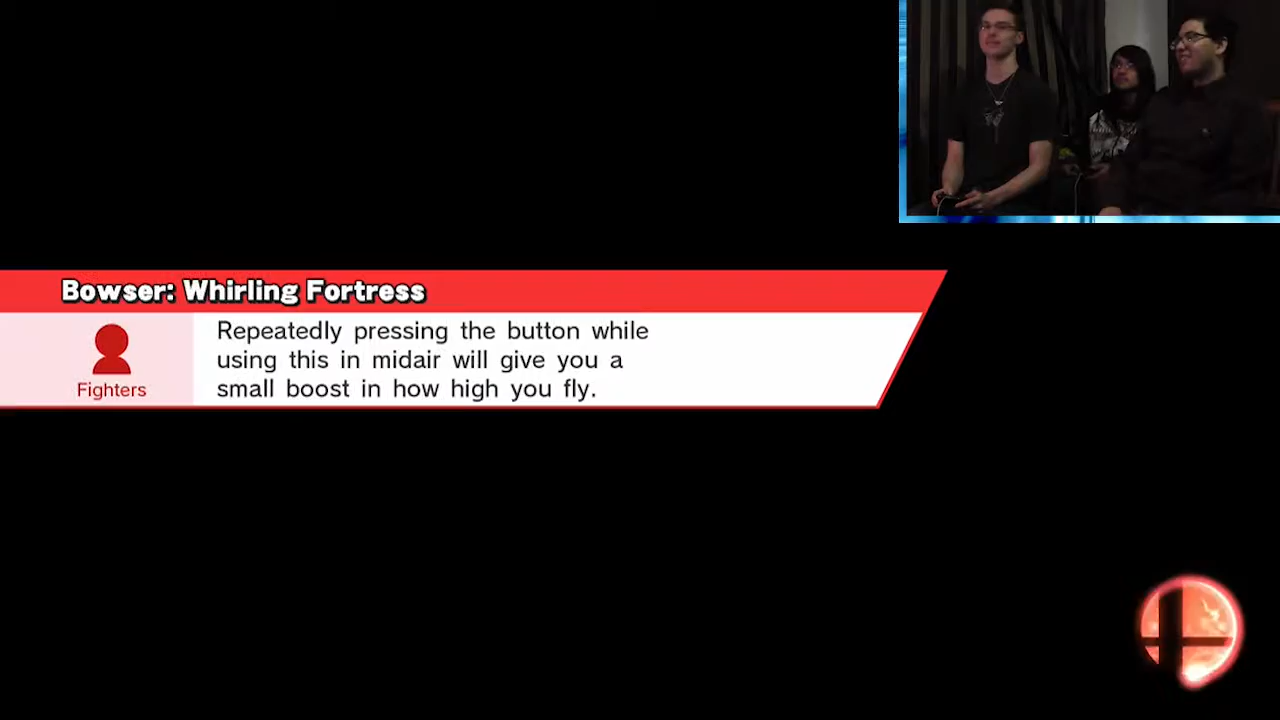 Bowser: Whirling Fortress
Fighters
Repeatedly pressing the button while
using this in midair will give you a
small boost in how high you fly.